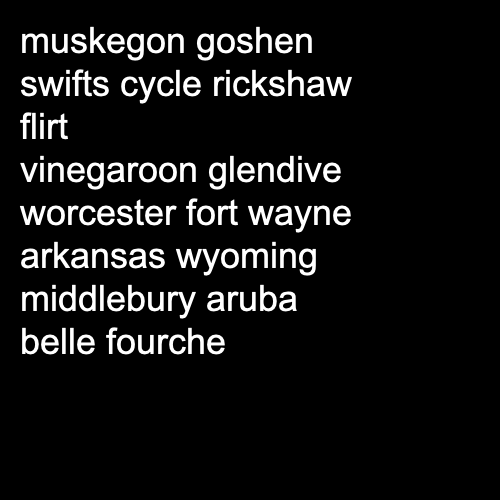 muskegon goshen
swifts cycle rickshaw
flirt
vinegaroon glendive
worcester fort wayne
arkansas wyoming
middlebury aruba
belle fourche